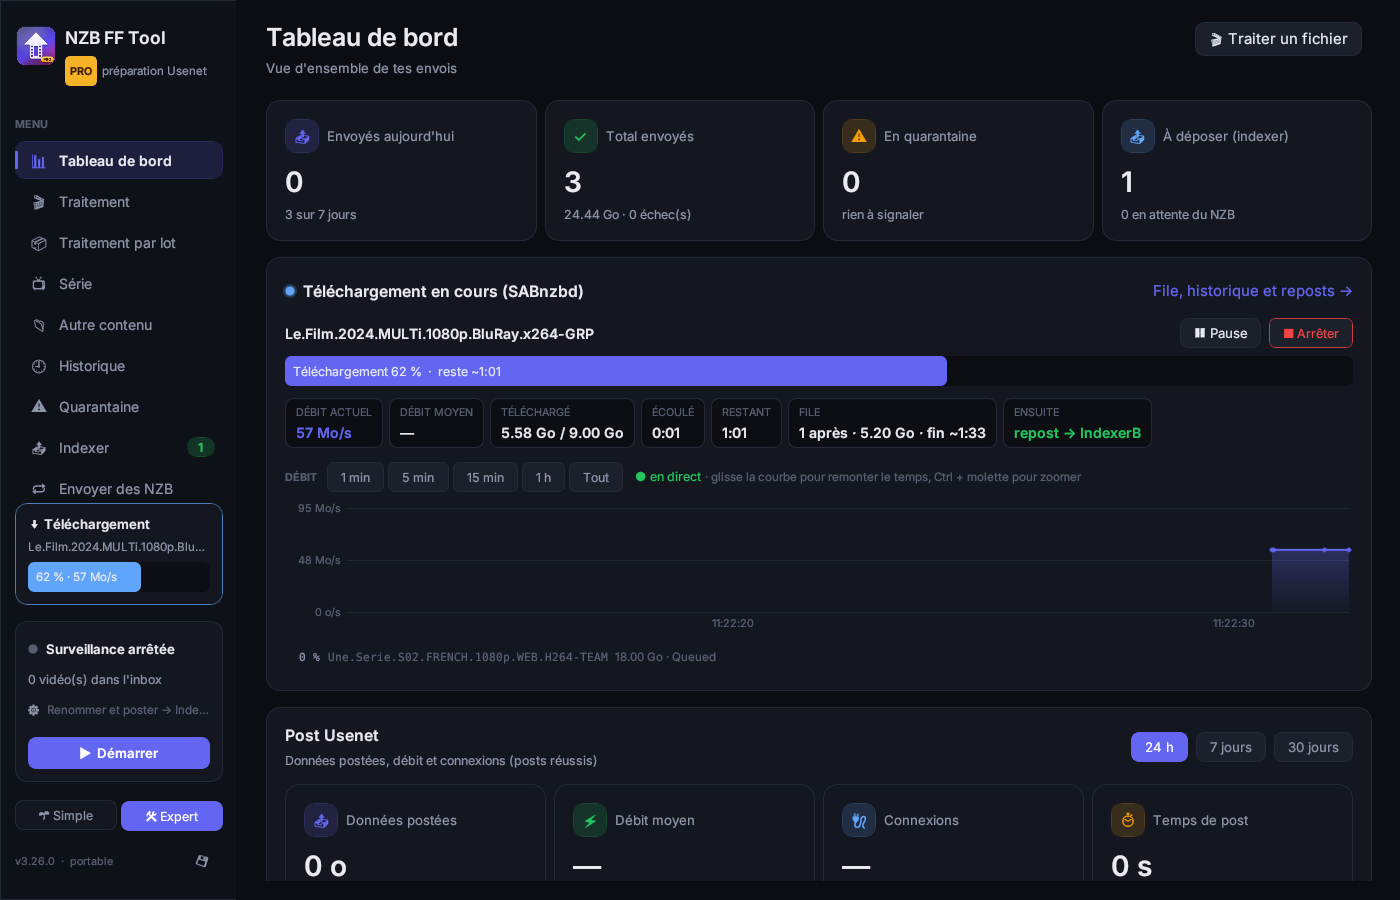 NZB FF Tool
PRO préparation Usenet
MENU
Tableau de bord
Traitement
Traitement par lot
Série
Autre contenu
Historique
Quarantaine
Indexer 1
Envoyer des NZB
Téléchargement
Le.Film.2024.MULTi.1080p.Blu...
62 % · 57 Mo/s
Surveillance arrêtée
0 vidéo(s) dans l'inbox
Renommer et poster → Inde...
Démarrer
Simple Expert
v3.26.0 · portable
Tableau de bord
Vue d'ensemble de tes envois
Traiter un fichier
Envoyés aujourd'hui
0
3 sur 7 jours
Total envoyés
3
24.44 Go · 0 échec(s)
En quarantaine
0
rien à signaler
À déposer (indexer)
1
0 en attente du NZB
Téléchargement en cours (SABnzbd)
File, historique et reposts →
Le.Film.2024.MULTi.1080p.BluRay.x264-GRP
Pause
Arrêter
Téléchargement 62 % · reste ~1:01
DÉBIT ACTUEL
57 Mo/s
DÉBIT MOYEN
—
TÉLÉCHARGÉ
5.58 Go / 9.00 Go
ÉCOULÉ
0:01
RESTANT
1:01
FILE
1 après · 5.20 Go · fin ~1:33
ENSUITE
repost → IndexerB
DÉBIT 1 min 5 min 15 min 1 h Tout en direct · glisse la courbe pour remonter le temps, Ctrl + molette pour zoomer
95 Mo/s
48 Mo/s
0 o/s
11:22:20 11:22:30
0 % Une.Serie.S02.FRENCH.1080p.WEB.H264-TEAM 18.00 Go · Queued
Post Usenet
Données postées, débit et connexions (posts réussis)
24 h 7 jours 30 jours
Données postées
0 o
Débit moyen
—
Connexions
—
Temps de post
0 s